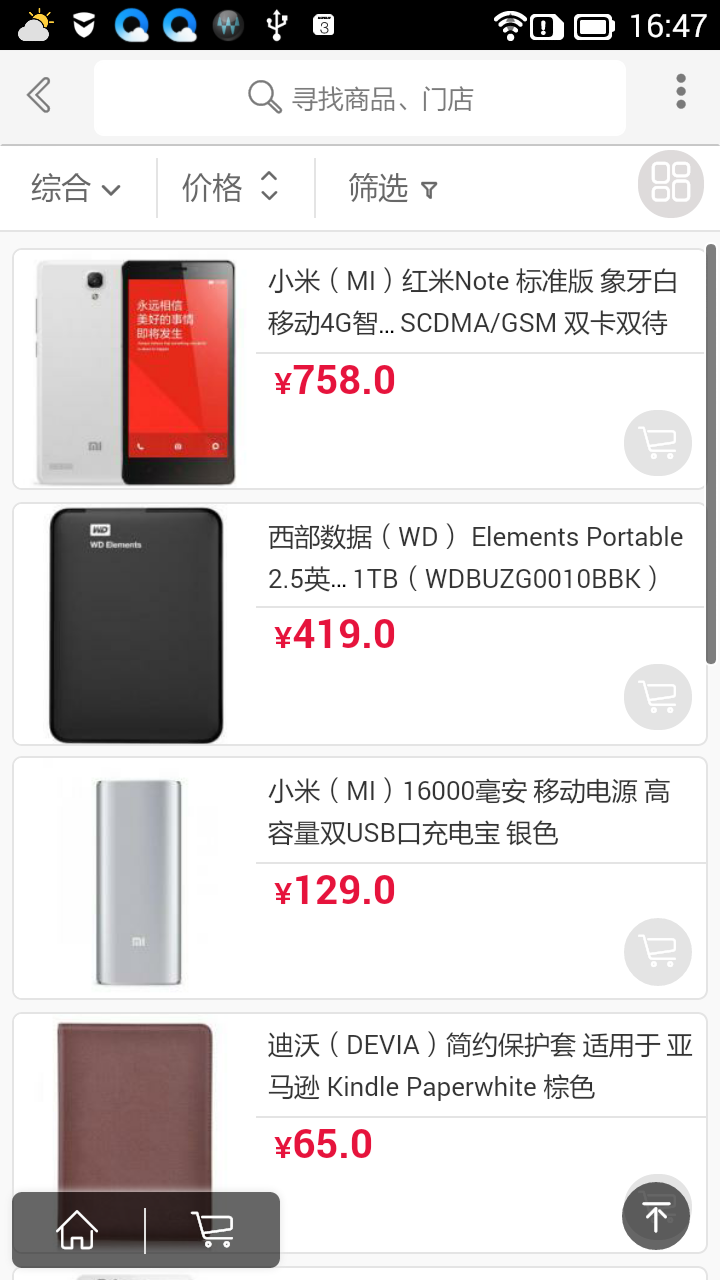 3
16:47
寻找商品、门店
综合
价格
筛选
小米（MI）红米Note 标准版 象牙白
移动4G智... SCDMA/GSM 双卡双待
永远相信
美好的事情
即将发生
¥758.0
西部数据（WD） Elements Portable
2.5英... 1TB（WDBUZG0010BBK）
WD
WD Elements
¥419.0
小米（MI）16000毫安 移动电源 高
容量双USB口充电宝 银色
¥129.0
迪沃（DEVIA）简约保护套 适用于 亚
马逊 Kindle Paperwhite 棕色
¥65.0